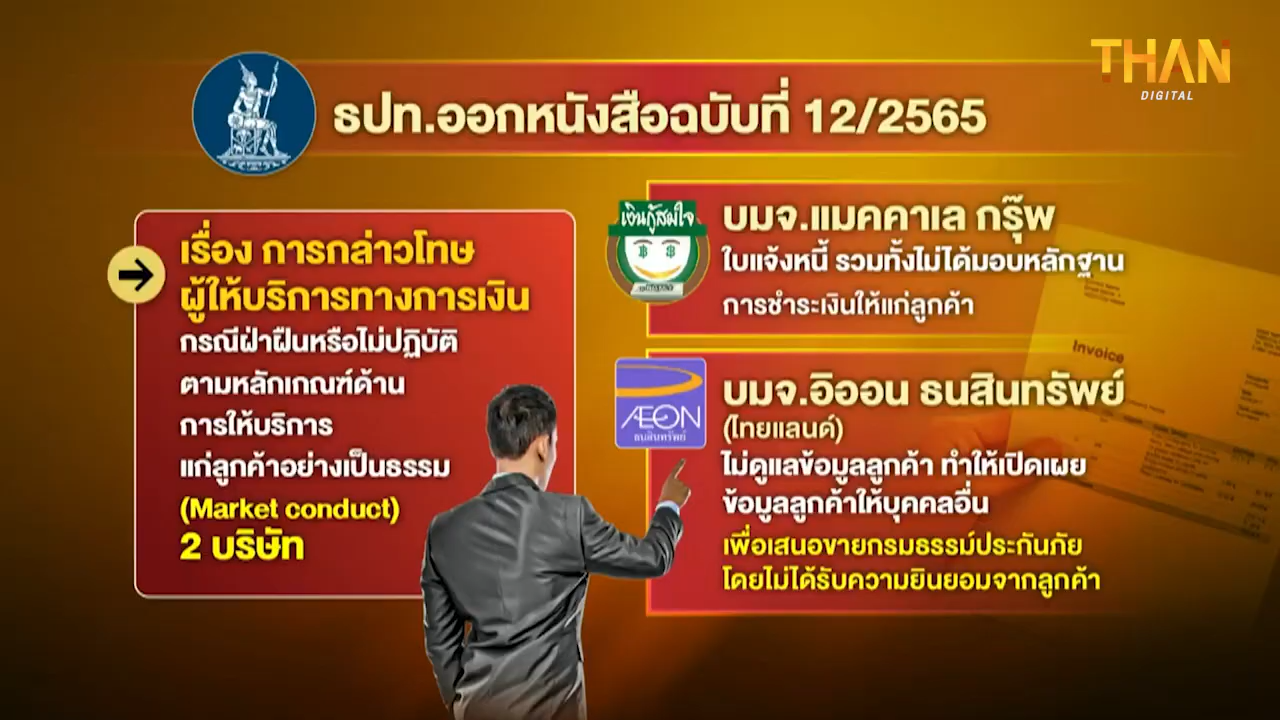 THAN
DIGITAL
ธปท.ออกหนังสือฉบับที่ 12/2565
เรื่อง การกล่าวโทษ
ผู้ให้บริการทางการเงิน
กรณีฝ่าฝืนหรือไม่ปฏิบัติ
ตามหลักเกณฑ์ด้าน
การให้บริการ
แก่ลูกค้าอย่างเป็นธรรม
(Market conduct)
2 บริษัท
เงินกู้สมใจ
บมจ.แมคคาเล กรุ๊พ
ใบแจ้งหนี้ รวมทั้งไม่ได้มอบหลักฐาน
การชำระเงินให้แก่ลูกค้า
Invoice
ÆON
ธนสินทรัพย์
บมจ.อิออน ธนสินทรัพย์
(ไทยแลนด์)
ไม่ดูแลข้อมูลลูกค้า ทำให้เปิดเผย
ข้อมูลลูกค้าให้บุคคลอื่น
เพื่อเสนอขายกรมธรรม์ประกันภัย
โดยไม่ได้รับความยินยอมจากลูกค้า